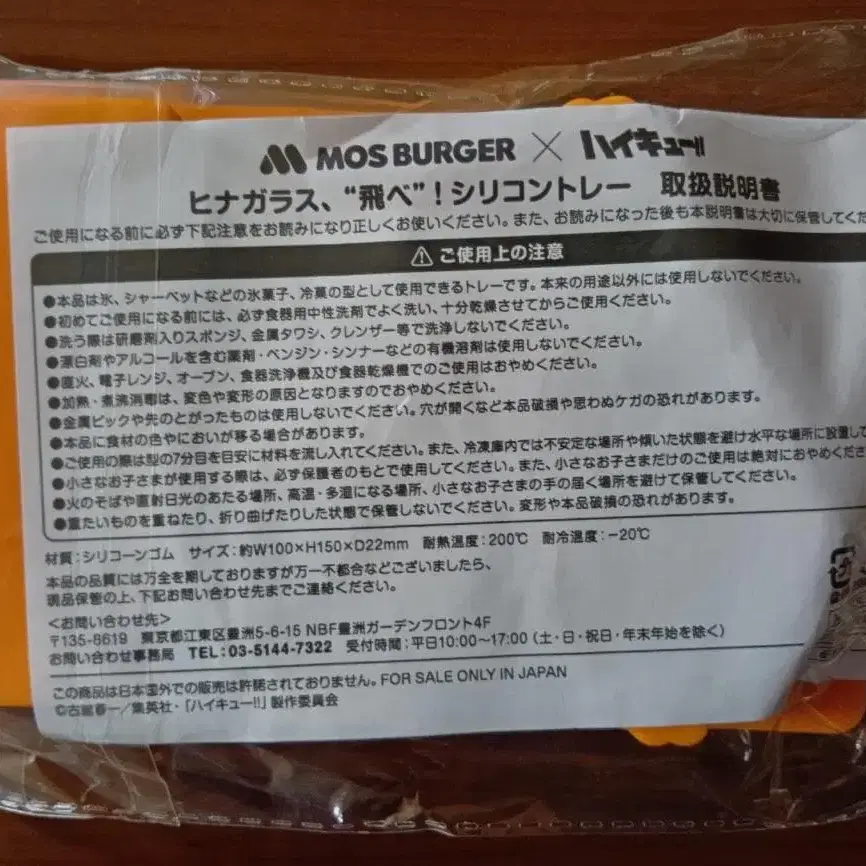 MOS BURGER × ハイキュー!!
ヒナガラス、“飛べ”！シリコントレー 取扱説明書
ご使用になる前に必ず下記注意をお読みになり正しくお使いください。また、お読みになった後も本説明書は大切に保管してくだ
⚠ ご使用上の注意
●本品は氷、シャーベットなどの氷菓子、冷菓の型として使用できるトレーです。本来の用途以外には使用しないでください。
●初めてご使用になる前には、必ず食器用中性洗剤でよく洗い、十分乾燥させてからご使用ください。
●洗う際は研磨剤入りスポンジ、金属タワシ、クレンザー等で洗浄しないでください。
●漂白剤やアルコールを含む薬剤・ベンジン・シンナーなどの有機溶剤は使用しないでください。
●直火、電子レンジ、オーブン、食器洗浄機及び食器乾燥機でのご使用はおやめください。
●加熱・煮沸消毒は、変色や変形の原因となりますのでおやめください。
●金属ピックや先のとがったものは使用しないでください。穴が開くなど本品破損や思わぬケガの恐れがあります。
●本品に食材の色やにおいが移る場合があります。
●ご使用の際は型の7分目を目安に材料を流し入れてください。また、冷凍庫内では不安定な場所や傾いた状態を避け水平な場所に設置して
●小さなお子さまが使用する際は、必ず保護者のもとで使用してください。また、小さなお子さまだけのご使用は絶対におやめくださ
●火のそばや直射日光のあたる場所、高温・多湿になる場所、小さなお子さまの手の届く場所を避けて保管してください。
●重たいものを重ねたり、折り曲げたりした状態で保管しないでください。変形や本品破損の恐れがあります。
材質：シリコーンゴム サイズ：約W100×H150×D22mm 耐熱温度：200℃ 耐冷温度：-20℃
本品の品質には万全を期しておりますが万一不都合などございましたら、
現品保管の上、下記お問い合わせ先までご連絡ください。
＜お問い合わせ先＞
〒135-8619 東京都江東区豊洲5-6-15 NBF豊洲ガーデンフロント4F
お問い合わせ事務局 TEL：03-5144-7322 受付時間：平日10:00～17:00（土・日・祝日・年末年始を除く）
この商品は日本国外での販売は許諾されておりません。FOR SALE ONLY IN JAPAN
©古舘春一／集英社・「ハイキュー!!」製作委員会